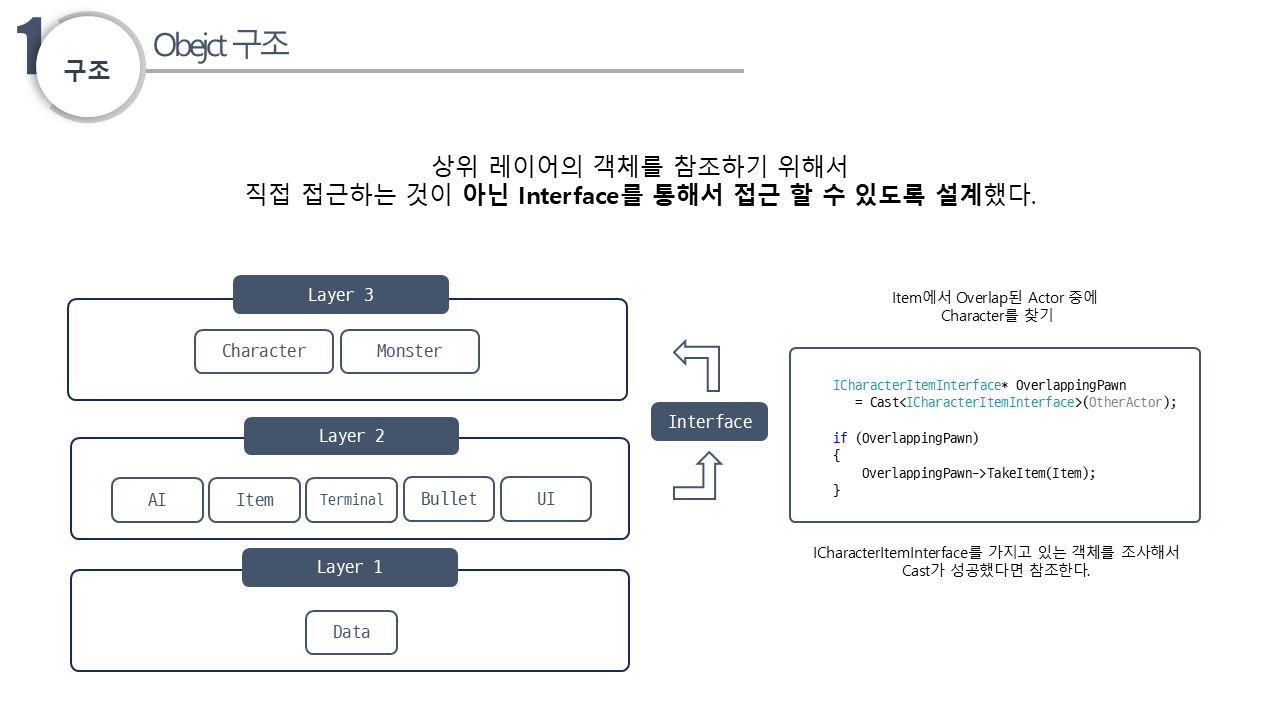 1
구조
Obejct 구조
상위 레이어의 객체를 참조하기 위해서
직접 접근하는 것이 아닌 Interface를 통해서 접근 할 수 있도록 설계했다.
Layer 3
Character
Monster
Layer 2
AI
Item
Terminal
Bullet
UI
Layer 1
Data
Interface
Item에서 Overlap된 Actor 중에
Character를 찾기
ICharacterItemInterface* OverlappingPawn
= Cast<ICharacterItemInterface>(OtherActor);
if (OverlappingPawn)
{
OverlappingPawn->TakeItem(Item);
}
ICharacterItemInterface를 가지고 있는 객체를 조사해서
Cast가 성공했다면 참조한다.